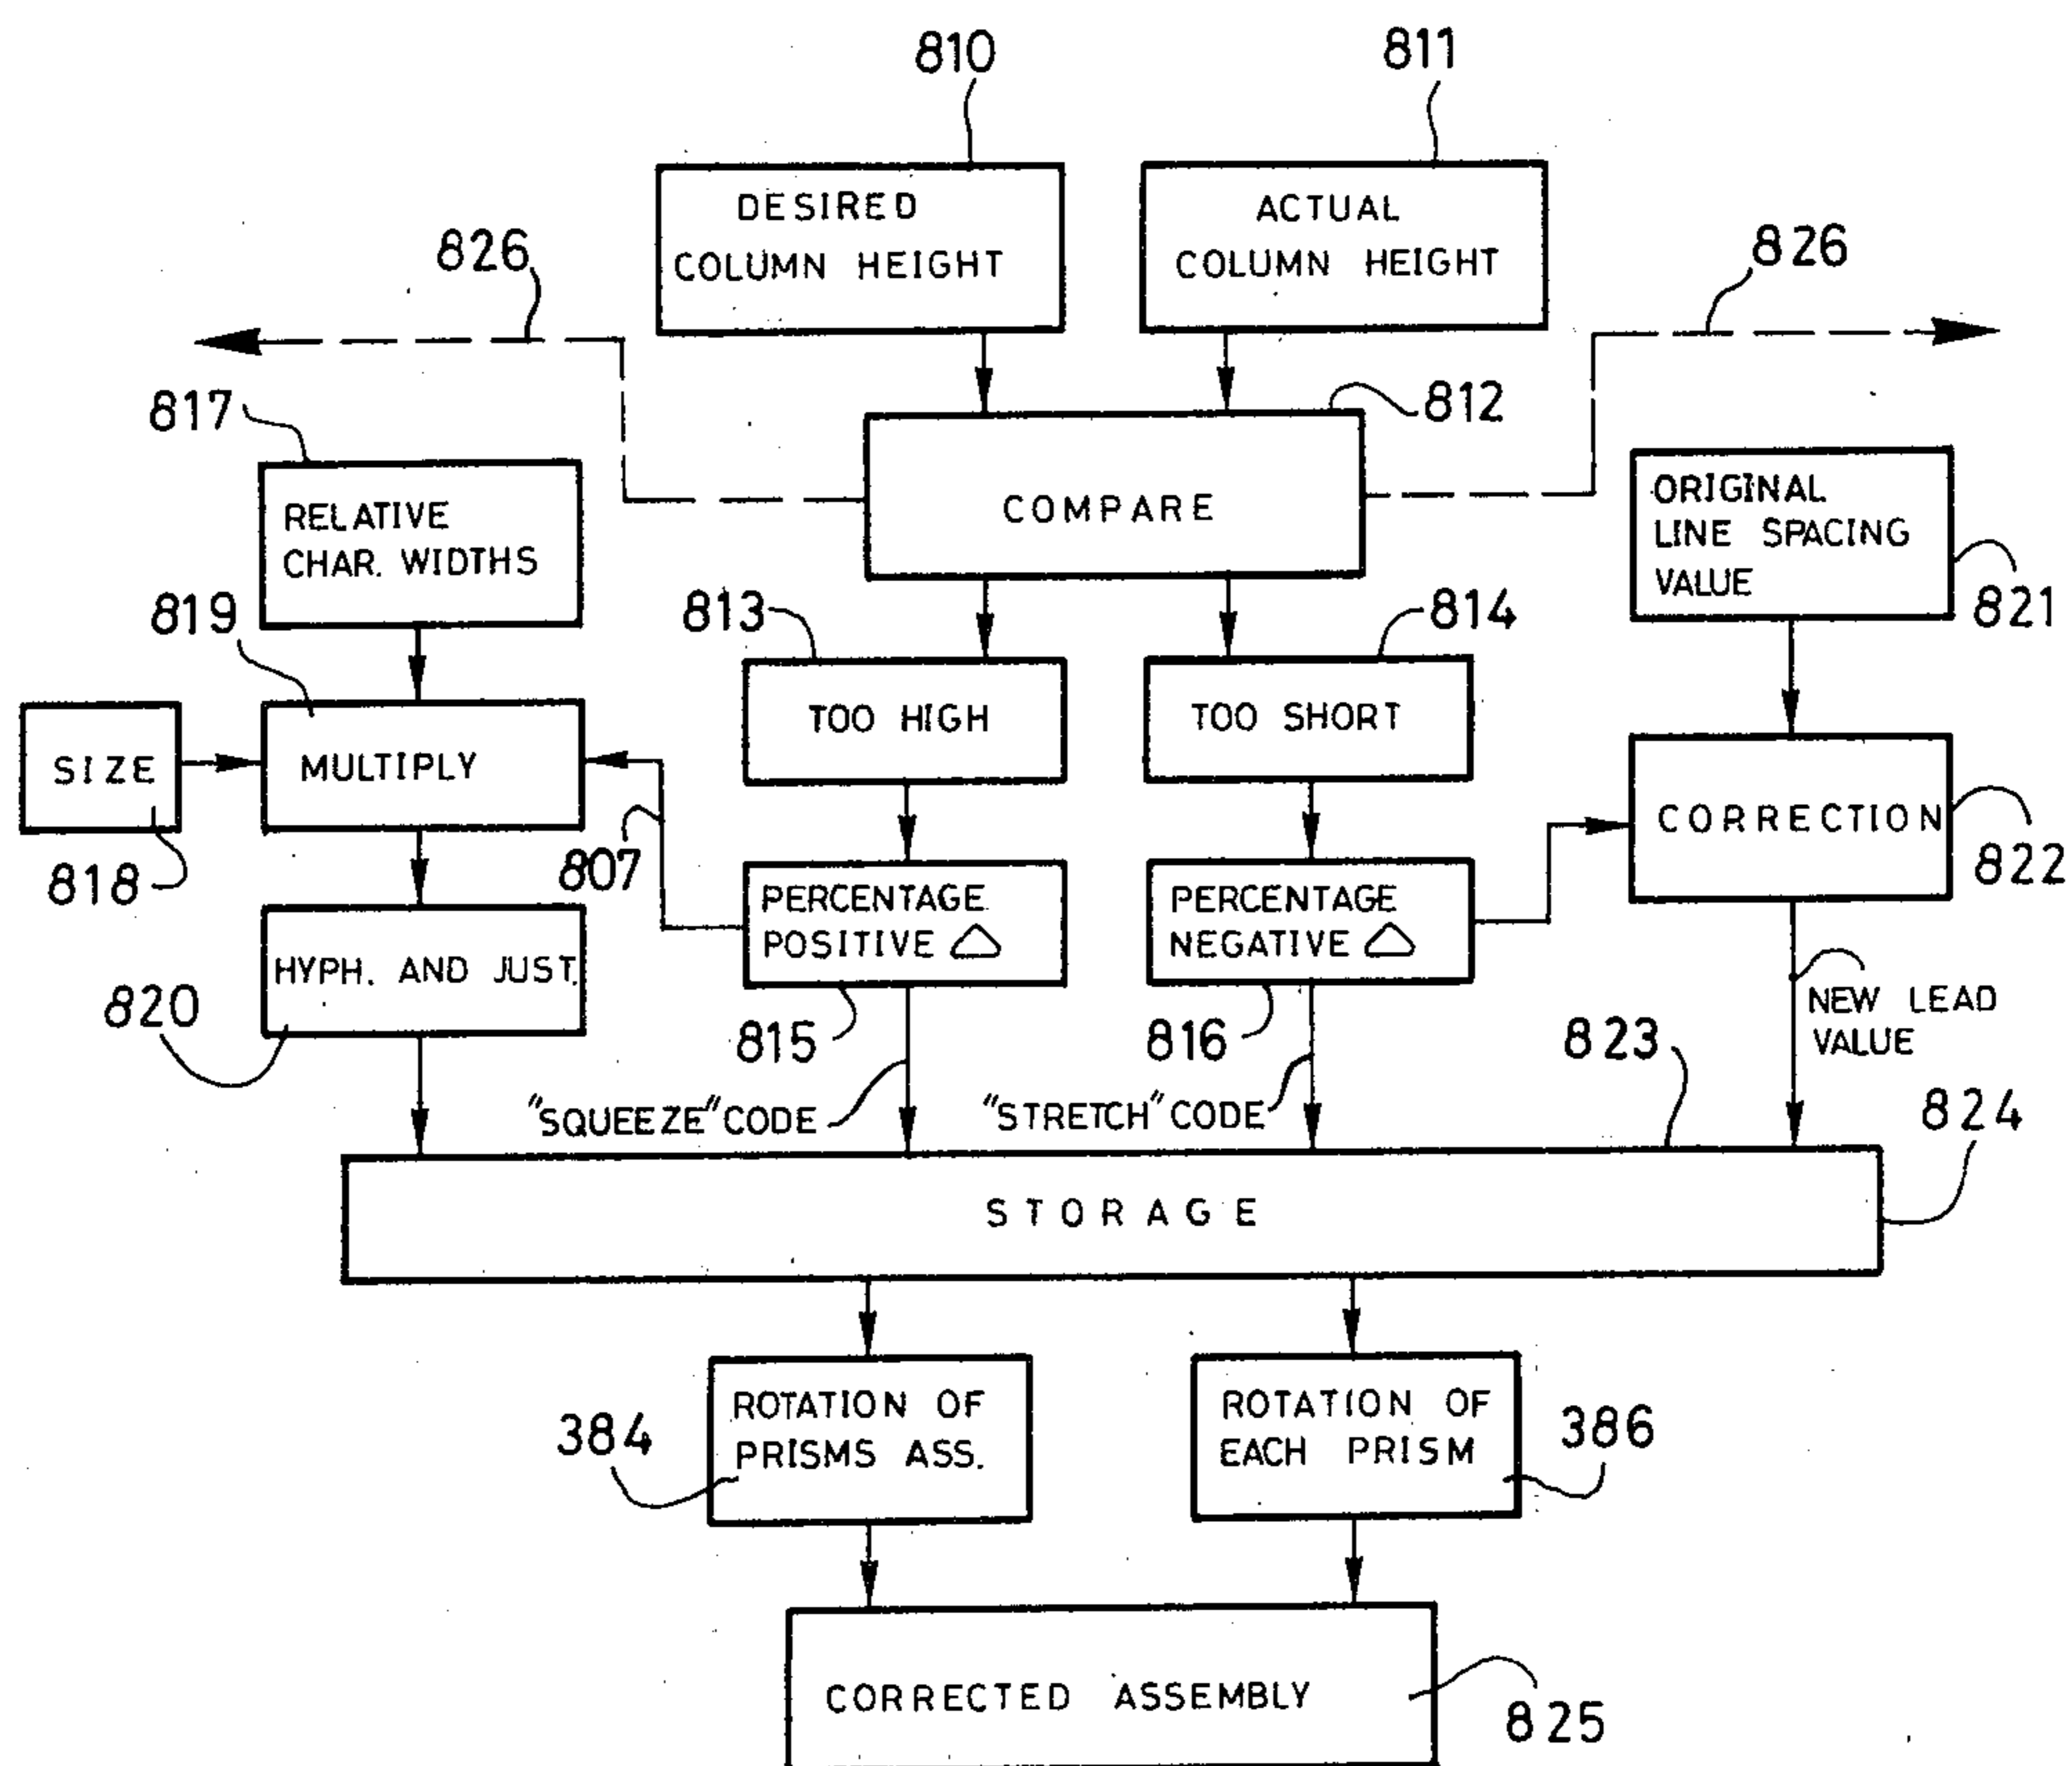 810
811
DESIRED
COLUMN HEIGHT
ACTUAL
COLUMN HEIGHT
826
826
817
812
RELATIVE
CHAR. WIDTHS
COMPARE
ORIGINAL
LINE SPACING
VALUE
821
819
813
814
SIZE
MULTIPLY
TOO HIGH
TOO SHORT
CORRECTION
818
807
822
HYPH. AND JUST.
PERCENTAGE
POSITIVE △
PERCENTAGE
NEGATIVE △
NEW LEAD
VALUE
820
815
816
823
"SQUEEZE" CODE
"STRETCH" CODE
824
STORAGE
384
ROTATION OF
PRISMS ASS.
ROTATION OF
EACH PRISM
386
CORRECTED ASSEMBLY
825